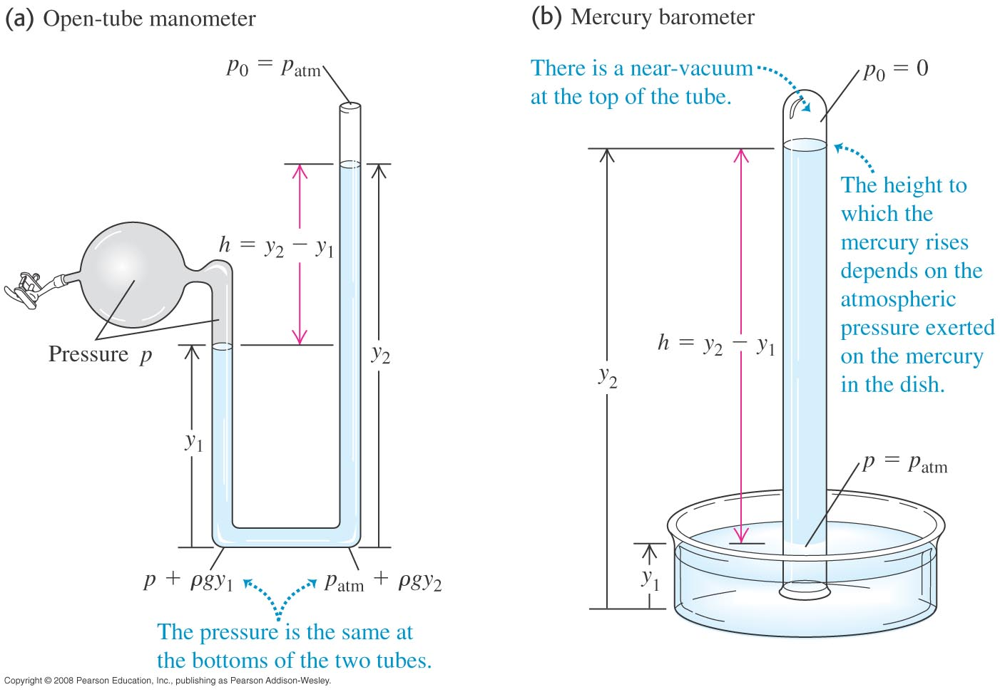 (a) Open-tube manometer
p₀ = pₐₜₘ
h = y₂ − y₁
Pressure p
y₁
y₂
p + ρgy₁
pₐₜₘ + ρgy₂
The pressure is the same at
the bottoms of the two tubes.
(b) Mercury barometer
There is a near-vacuum
at the top of the tube.
p₀ = 0
The height to
which the
mercury rises
depends on the
atmospheric
pressure exerted
on the mercury
in the dish.
h = y₂ − y₁
y₂
p = pₐₜₘ
y₁
Copyright © 2008 Pearson Education, Inc., publishing as Pearson Addison-Wesley.